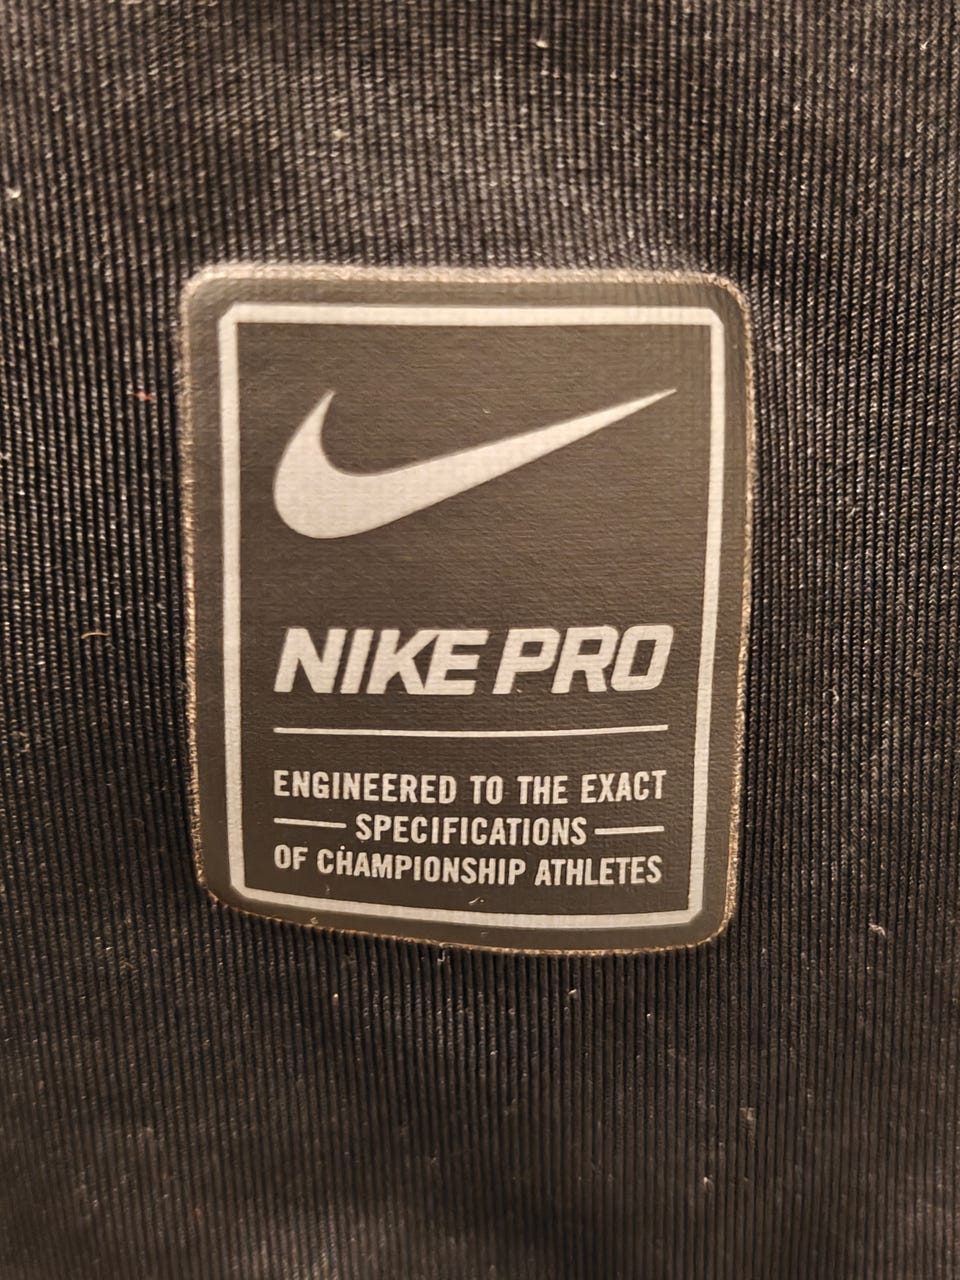 NIKE PRO
ENGINEERED TO THE EXACT
SPECIFICATIONS
OF CHAMPIONSHIP ATHLETES